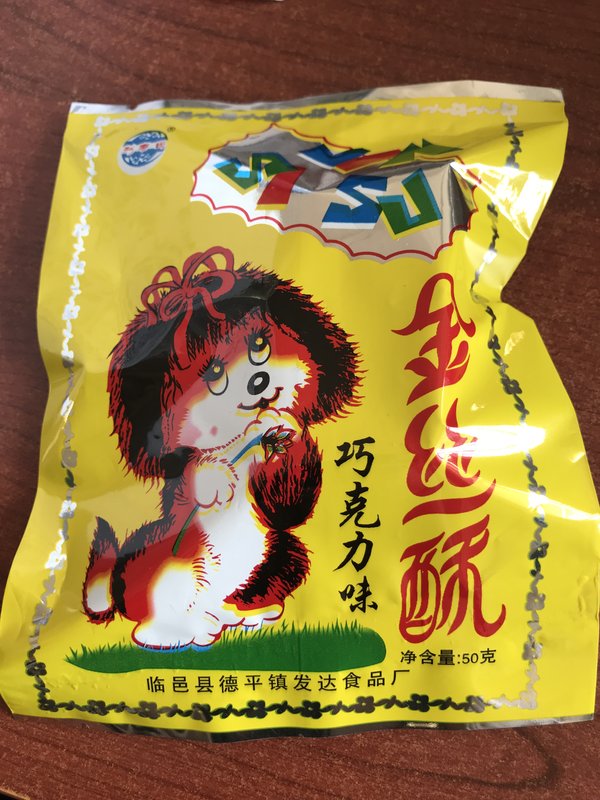 金丝酥
巧克力味
净含量:50克
临邑县德平镇发达食品厂